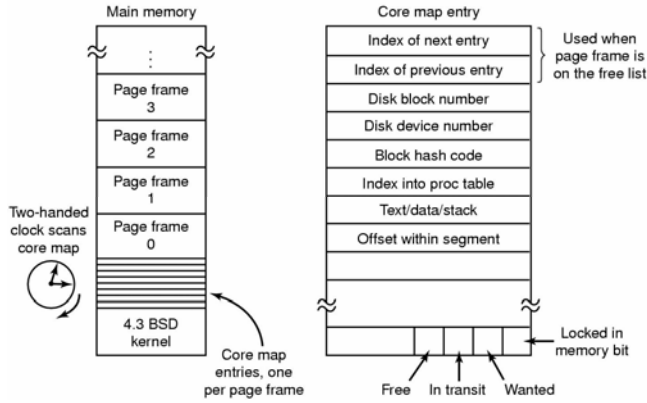 Main memory
Page frame
3
Page frame
2
Page frame
1
Page frame
0
Two-handed
clock scans
core map
4.3 BSD
kernel
Core map
entries, one
per page frame
Core map entry
Index of next entry
Index of previous entry
Disk block number
Disk device number
Block hash code
Index into proc table
Text/data/stack
Offset within segment
Used when
page frame is
on the free list
Locked in
memory bit
Free
In transit
Wanted